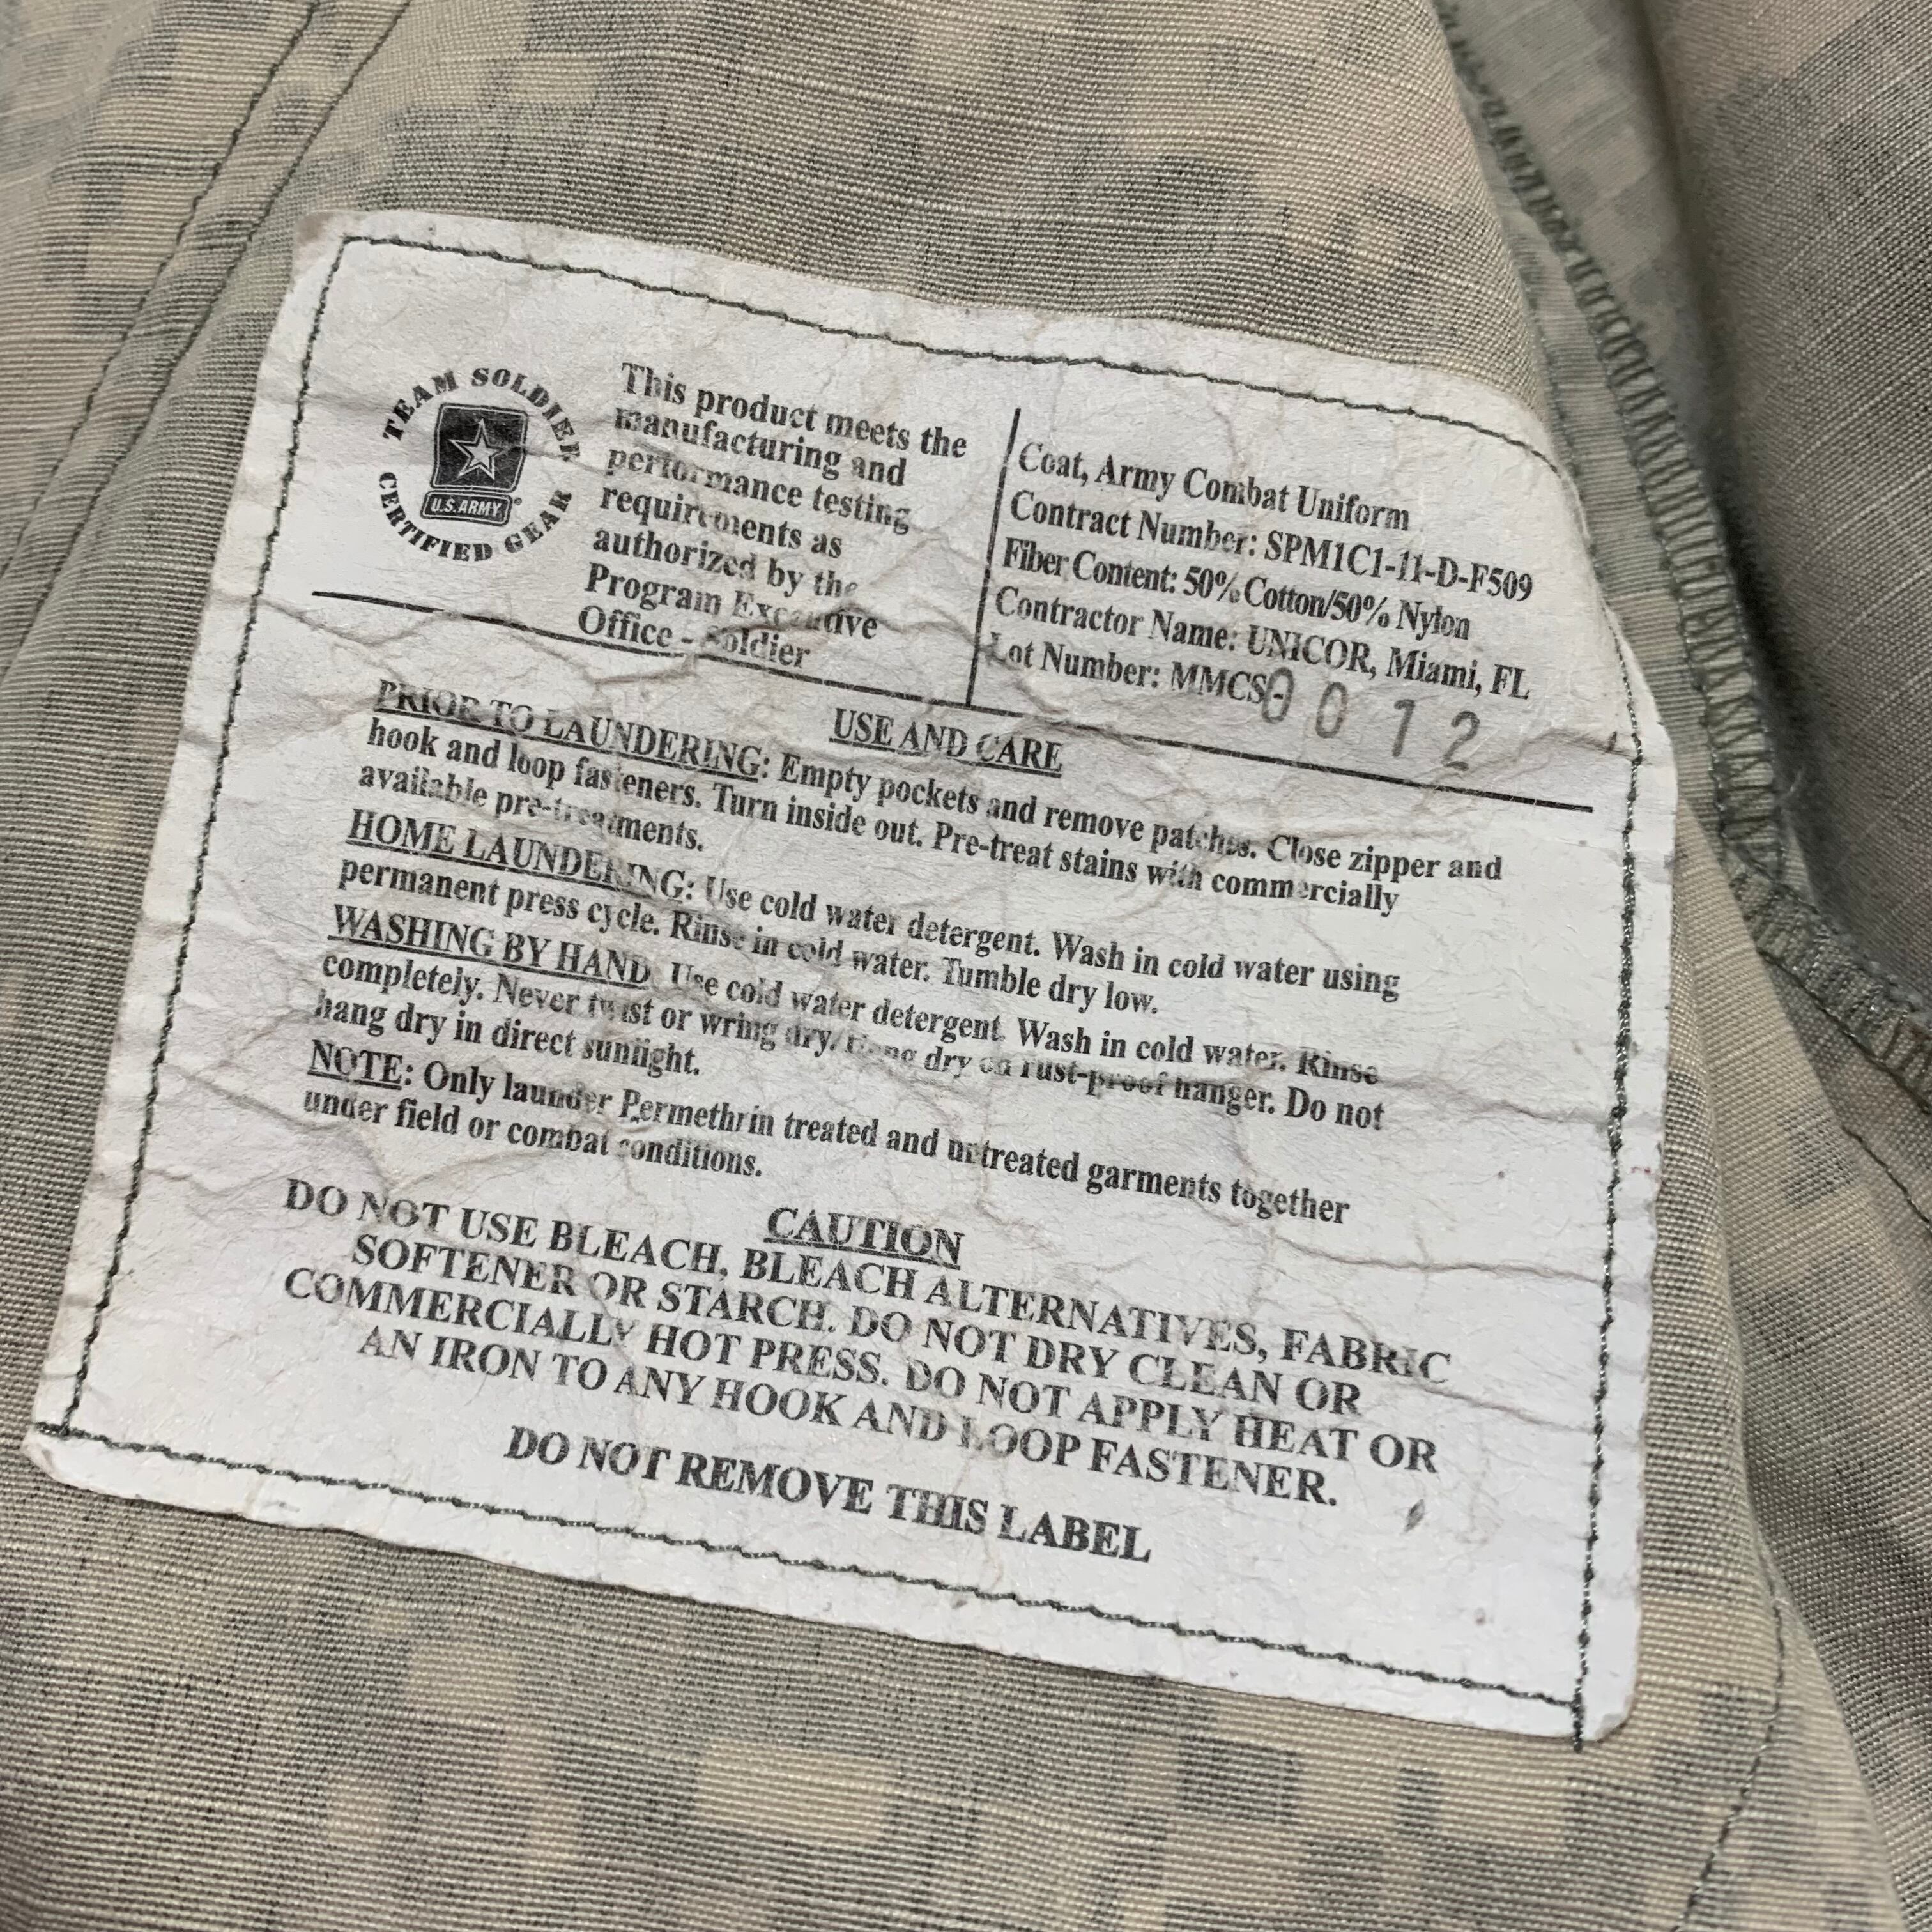 TEAM SOLDIER
U.S.ARMY®
CERTIFIED GEAR
This product meets the
manufacturing and
performance testing
requirements as
authorized by the
Program Executive
Office - Soldier
Coat, Army Combat Uniform
Contract Number: SPM1C1-11-D-F509
Fiber Content: 50% Cotton/50% Nylon
Contractor Name: UNICOR, Miami, FL
Lot Number: MMCS-0012
USE AND CARE
PRIOR TO LAUNDERING: Empty pockets and remove patches. Close zipper and
hook and loop fasteners. Turn inside out. Pre-treat stains with commercially
available pre-treatments.
HOME LAUNDERING: Use cold water detergent. Wash in cold water using
permanent press cycle. Rinse in cold water. Tumble dry low.
WASHING BY HAND: Use cold water detergent. Wash in cold water. Rinse
completely. Never twist or wring dry. Hang dry on rust-proof hanger. Do not
hang dry in direct sunlight.
NOTE: Only launder Permethrin treated and untreated garments together
under field or combat conditions.
CAUTION
DO NOT USE BLEACH, BLEACH ALTERNATIVES, FABRIC
SOFTENER OR STARCH. DO NOT DRY CLEAN OR
COMMERCIALLY HOT PRESS. DO NOT APPLY HEAT OR
AN IRON TO ANY HOOK AND LOOP FASTENER.
DO NOT REMOVE THIS LABEL